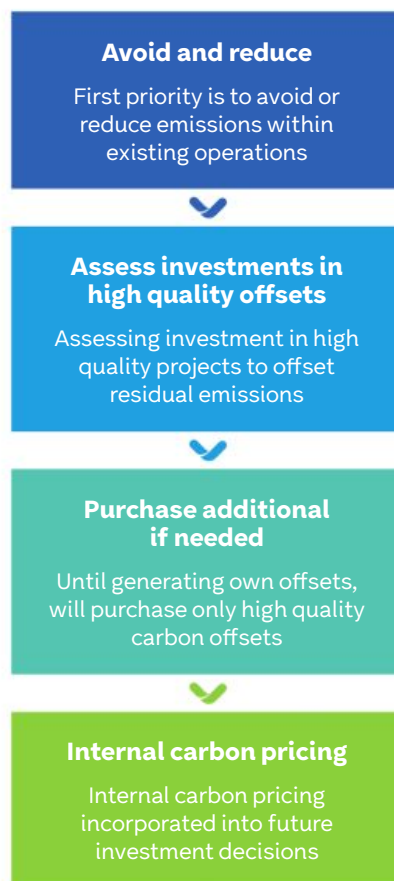 Avoid and reduce
First priority is to avoid or
reduce emissions within
existing operations
Assess investments in
high quality offsets
Assessing investment in high
quality projects to offset
residual emissions
Purchase additional
if needed
Until generating own offsets,
will purchase only high quality
carbon offsets
Internal carbon pricing
Internal carbon pricing
incorporated into future
investment decisions